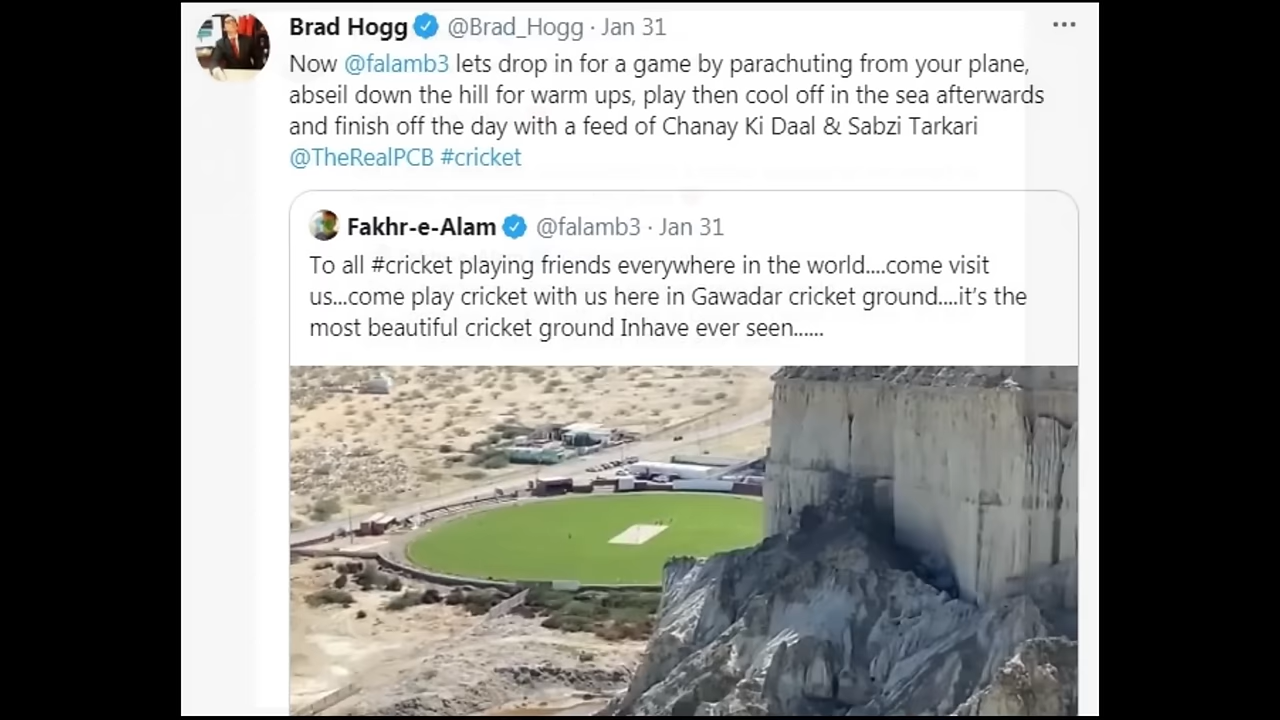 Brad Hogg @Brad_Hogg · Jan 31
Now @falamb3 lets drop in for a game by parachuting from your plane,
abseil down the hill for warm ups, play then cool off in the sea afterwards
and finish off the day with a feed of Chanay Ki Daal & Sabzi Tarkari
@TheRealPCB #cricket
Fakhr-e-Alam @falamb3 · Jan 31
To all #cricket playing friends everywhere in the world....come visit
us...come play cricket with us here in Gawadar cricket ground....it's the
most beautiful cricket ground Inhave ever seen......